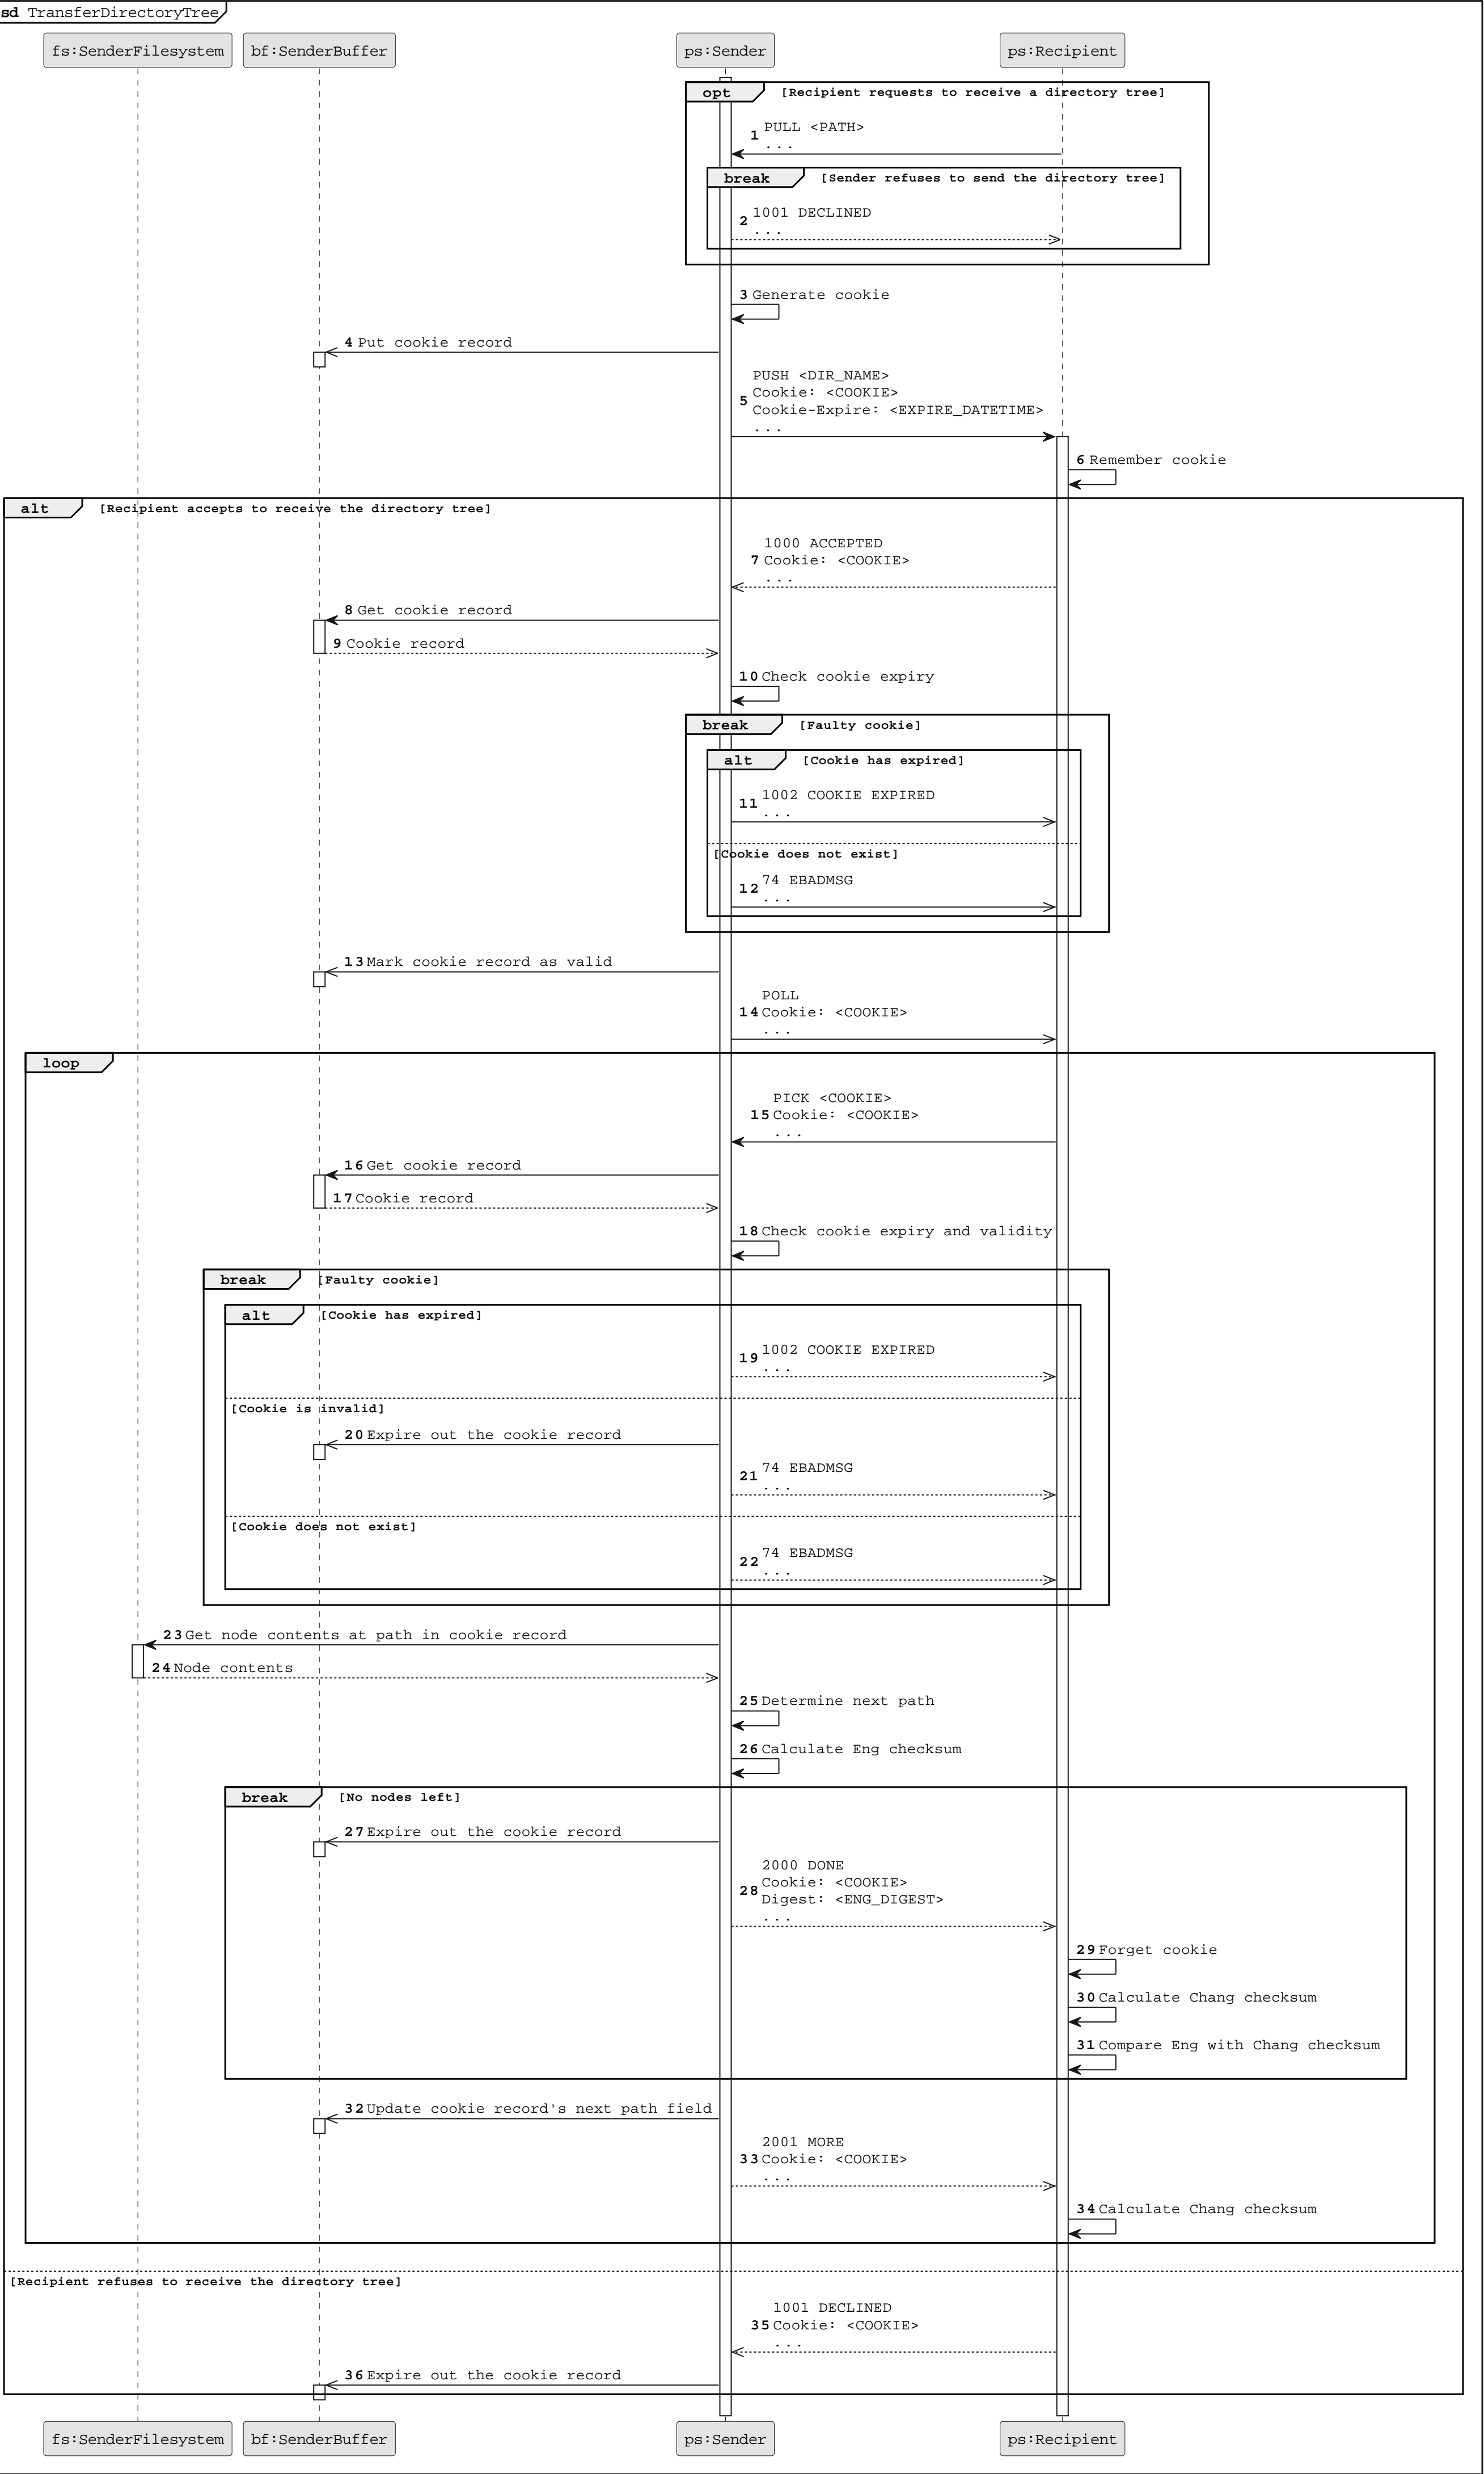 sd TransferDirectoryTree
fs:SenderFilesystem bf:SenderBuffer ps:Sender ps:Recipient
opt [Recipient requests to receive a directory tree]
1 PULL <PATH>
...
break [Sender refuses to send the directory tree]
2 1001 DECLINED
...
3 Generate cookie
4 Put cookie record
PUSH <DIR_NAME>
Cookie: <COOKIE>
5 Cookie-Expire: <EXPIRE_DATETIME>
...
6 Remember cookie
alt [Recipient accepts to receive the directory tree]
1000 ACCEPTED
7 Cookie: <COOKIE>
...
8 Get cookie record
9 Cookie record
10 Check cookie expiry
break [Faulty cookie]
alt [Cookie has expired]
11 1002 COOKIE EXPIRED
...
[Cookie does not exist]
12 74 EBADMSG
...
13 Mark cookie record as valid
POLL
14 Cookie: <COOKIE>
...
loop
PICK <COOKIE>
15 Cookie: <COOKIE>
...
16 Get cookie record
17 Cookie record
18 Check cookie expiry and validity
break [Faulty cookie]
alt [Cookie has expired]
19 1002 COOKIE EXPIRED
...
[Cookie is invalid]
20 Expire out the cookie record
21 74 EBADMSG
...
[Cookie does not exist]
22 74 EBADMSG
...
23 Get node contents at path in cookie record
24 Node contents
25 Determine next path
26 Calculate Eng checksum
break [No nodes left]
27 Expire out the cookie record
2000 DONE
Cookie: <COOKIE>
28 Digest: <ENG_DIGEST>
...
29 Forget cookie
30 Calculate Chang checksum
31 Compare Eng with Chang checksum
32 Update cookie record's next path field
2001 MORE
33 Cookie: <COOKIE>
...
34 Calculate Chang checksum
[Recipient refuses to receive the directory tree]
1001 DECLINED
35 Cookie: <COOKIE>
...
36 Expire out the cookie record
fs:SenderFilesystem bf:SenderBuffer ps:Sender ps:Recipient